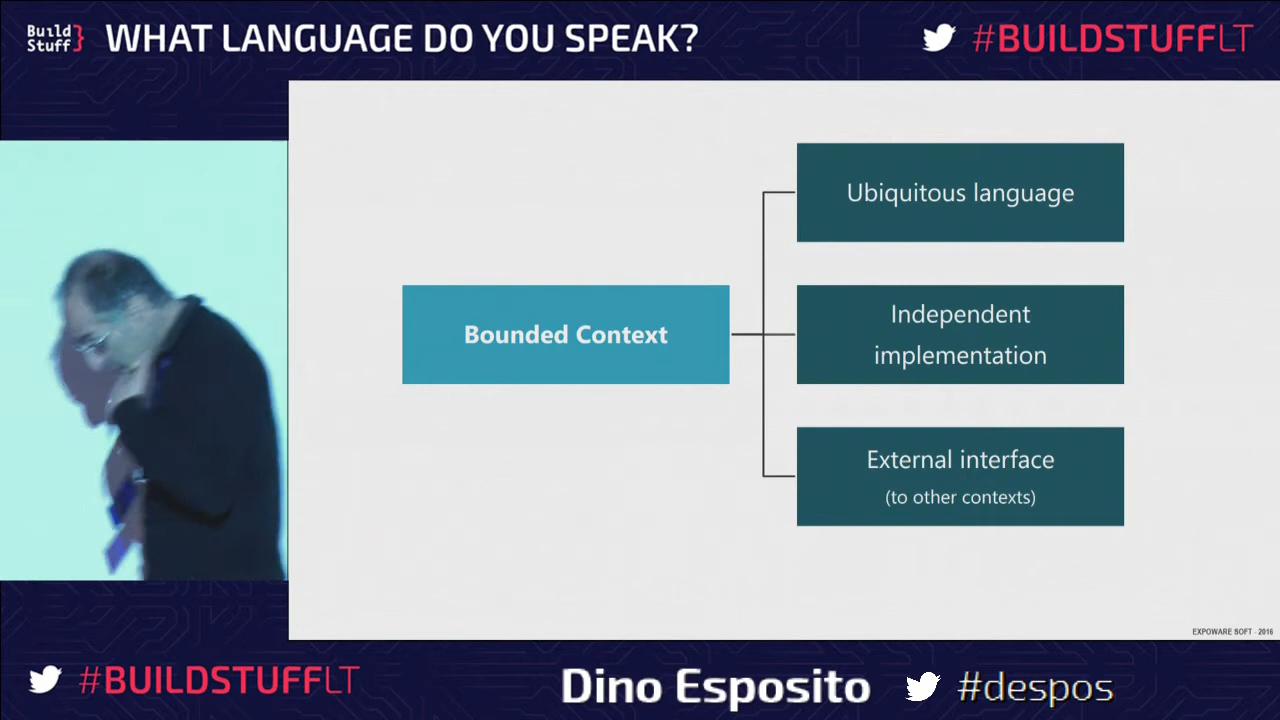 Build
Stuff}
WHAT LANGUAGE DO YOU SPEAK?
#BUILDSTUFFLT
Ubiquitous language
Bounded Context
Independent
implementation
External interface
(to other contexts)
EXPOWARE SOFT - 2016
#BUILDSTUFFLT
Dino Esposito
#despos